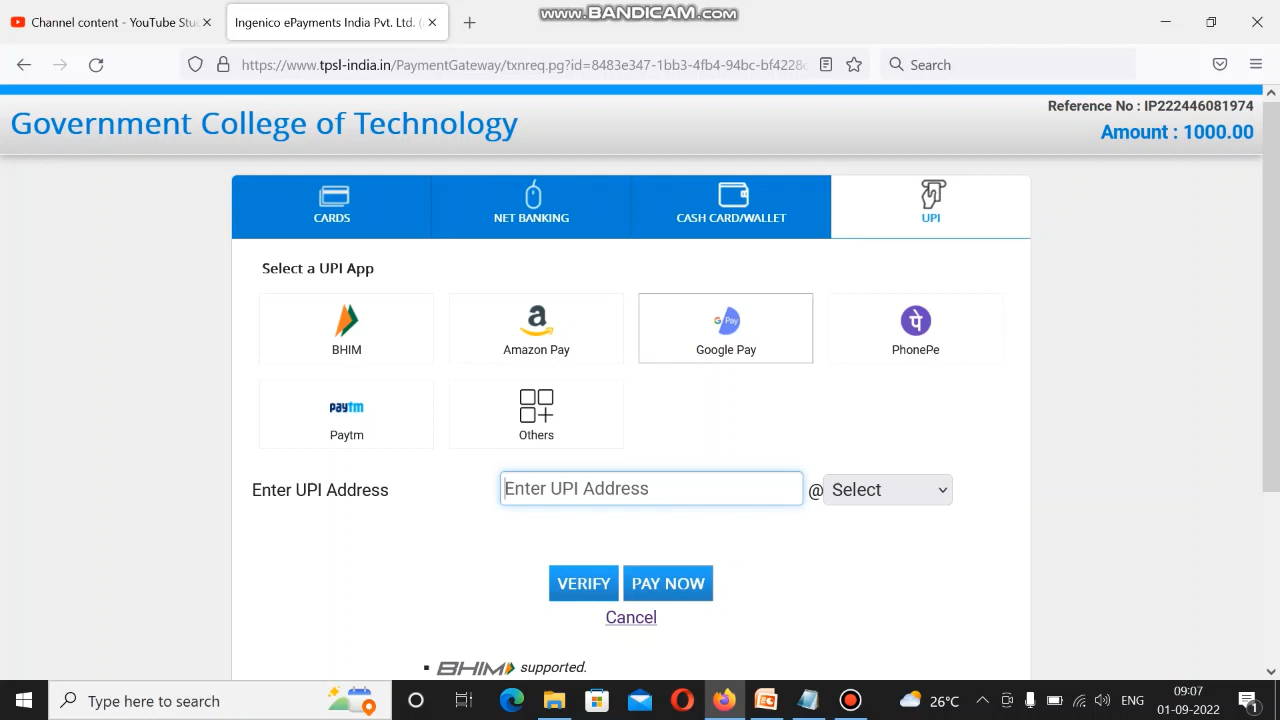 www.BANDICAM.com
Channel content - YouTube Stu
Ingenico ePayments India Pvt. Ltd. (
https://www.tpsl-india.in/PaymentGateway/txnreq.pg?id=8483e347-1bb3-4fb4-94bc-bf4228c
Search
Government College of Technology
Reference No : IP222446081974
Amount : 1000.00
CARDS
NET BANKING
CASH CARD/WALLET
UPI
Select a UPI App
BHIM
a
Amazon Pay
G Pay
Google Pay
पे
PhonePe
paytm
Paytm
Others
Enter UPI Address
Enter UPI Address
@
Select
VERIFY
PAY NOW
Cancel
▪ BHIM supported.
Type here to search
26°C
ENG
09:07
01-09-2022
1